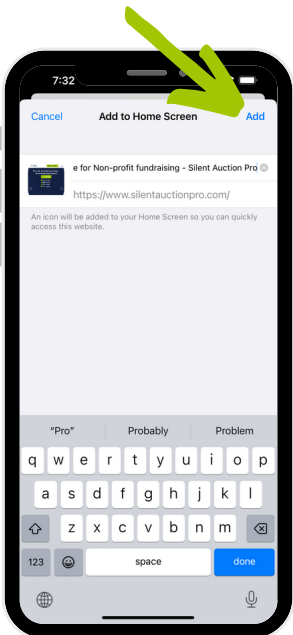 7:32
Cancel Add to Home Screen Add
e for Non-profit fundraising - Silent Auction Pro
https://www.silentauctionpro.com/
An icon will be added to your Home Screen so you can quickly
access this website.
“Pro” Probably Problem
q w e r t y u i o p
a s d f g h j k l
z x c v b n m
123 space done